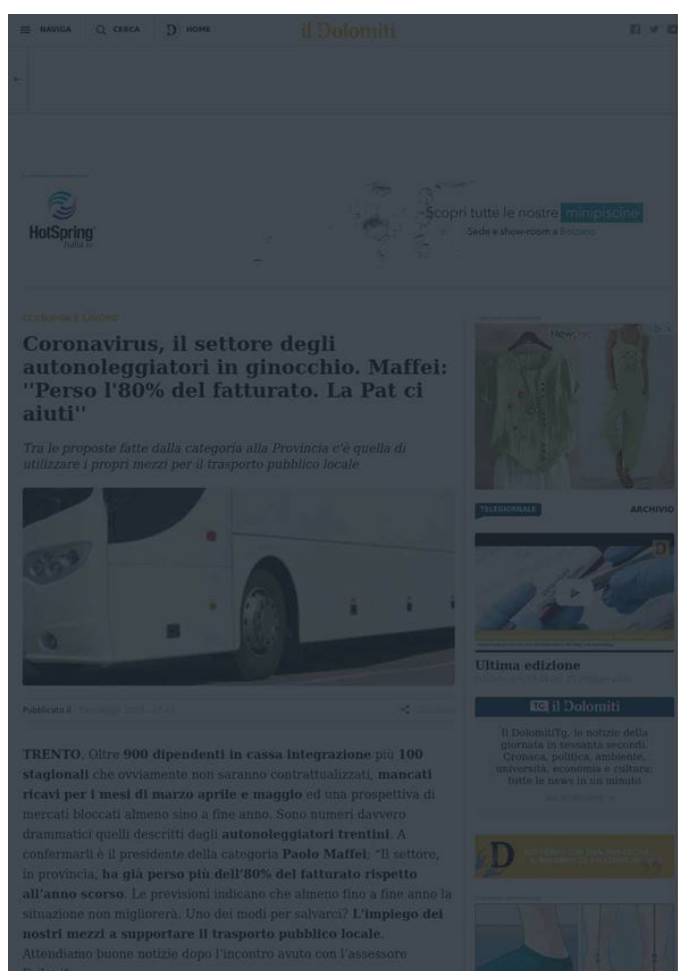 NAVIGA
CERCA
HOME
il Dolomiti
HotSpring
Scopri tutte le nostre minipiscine
Sede e show-room a Bolzano
ECONOMIA E LAVORO
Coronavirus, il settore degli
autonoleggiatori in ginocchio. Maffei:
"Perso l'80% del fatturato. La Pat ci
aiuti"
Tra le proposte fatte dalla categoria alla Provincia c'è quella di
utilizzare i propri mezzi per il trasporto pubblico locale
Newchic
TELEGIORNALE
ARCHIVIO
Ultima edizione
Pubblicato il
TG il Dolomiti
Il DolomitiTg, le notizie della
giornata in sessanta secondi.
Cronaca, politica, ambiente,
università, economia e cultura:
tutte le news in un minuto
TRENTO. Oltre 900 dipendenti in cassa integrazione più 100
stagionali che ovviamente non saranno contrattualizzati, mancati
ricavi per i mesi di marzo aprile e maggio ed una prospettiva di
mercati bloccati almeno sino a fine anno. Sono numeri davvero
drammatici quelli descritti dagli autonoleggiatori trentini. A
confermarli è il presidente della categoria Paolo Maffei: "Il settore,
in provincia, ha già perso più dell'80% del fatturato rispetto
all'anno scorso. Le previsioni indicano che almeno fino a fine anno la
situazione non migliorerà. Uno dei modi per salvarci? L'impiego dei
nostri mezzi a supportare il trasporto pubblico locale.
Attendiamo buone notizie dopo l'incontro avuto con l'assessore